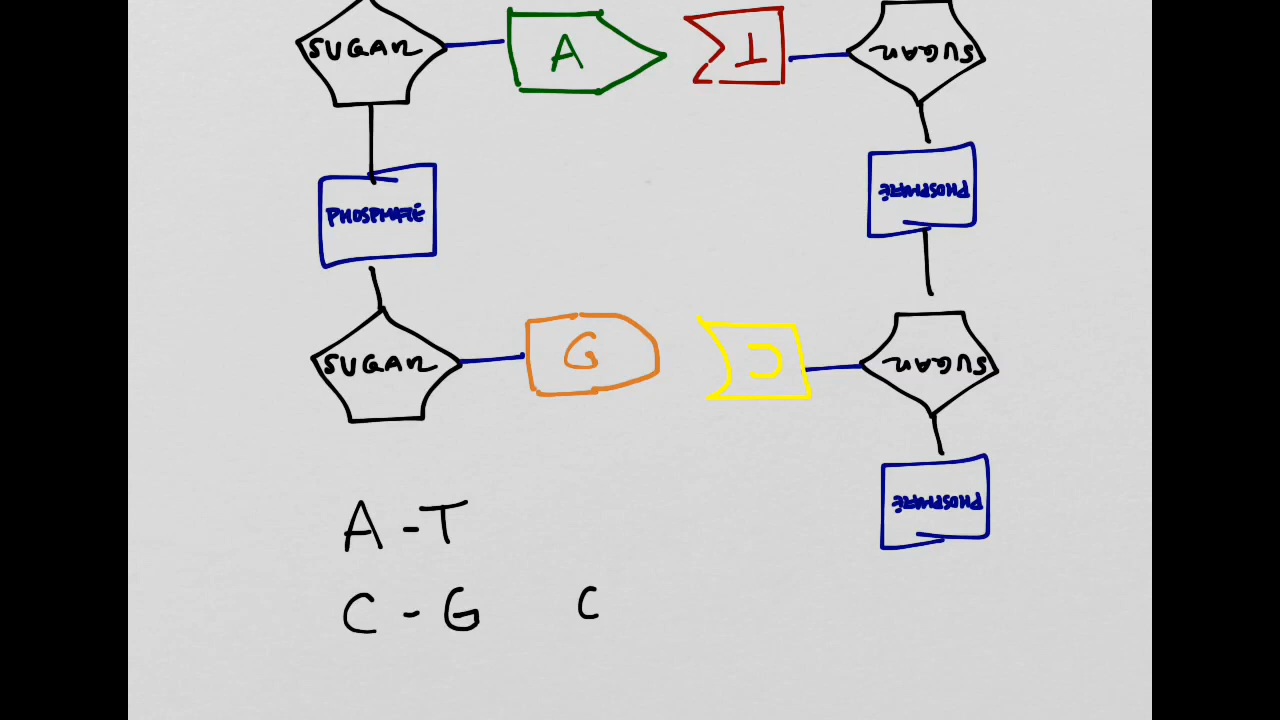 SUGAR A T SUGAR
PHOSPHATE PHOSPHATE
SUGAR G C SUGAR
PHOSPHATE
A - T
C - G C